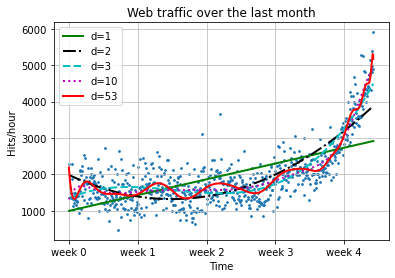 Web traffic over the last month
d=1
d=2
d=3
d=10
d=53
Hits/hour
6000
5000
4000
3000
2000
1000
week 0 week 1 week 2 week 3 week 4
Time